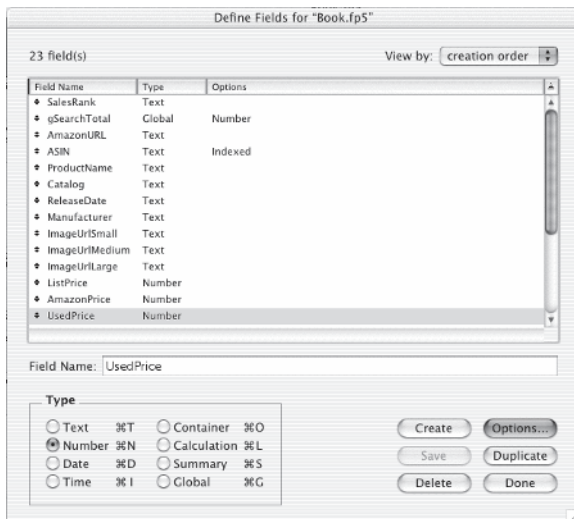 Define Fields for "Book.fp5"
23 field(s) View by: creation order
Field Name Type Options
SalesRank Text
gSearchTotal Global Number
AmazonURL Text
ASIN Text Indexed
ProductName Text
Catalog Text
ReleaseDate Text
Manufacturer Text
ImageUrlSmall Text
ImageUrlMedium Text
ImageUrlLarge Text
ListPrice Number
AmazonPrice Number
UsedPrice Number
Field Name: UsedPrice
Type
Text ⌘T Container ⌘O
Number ⌘N Calculation ⌘L
Date ⌘D Summary ⌘S
Time ⌘I Global ⌘G
Create Options...
Save Duplicate
Delete Done